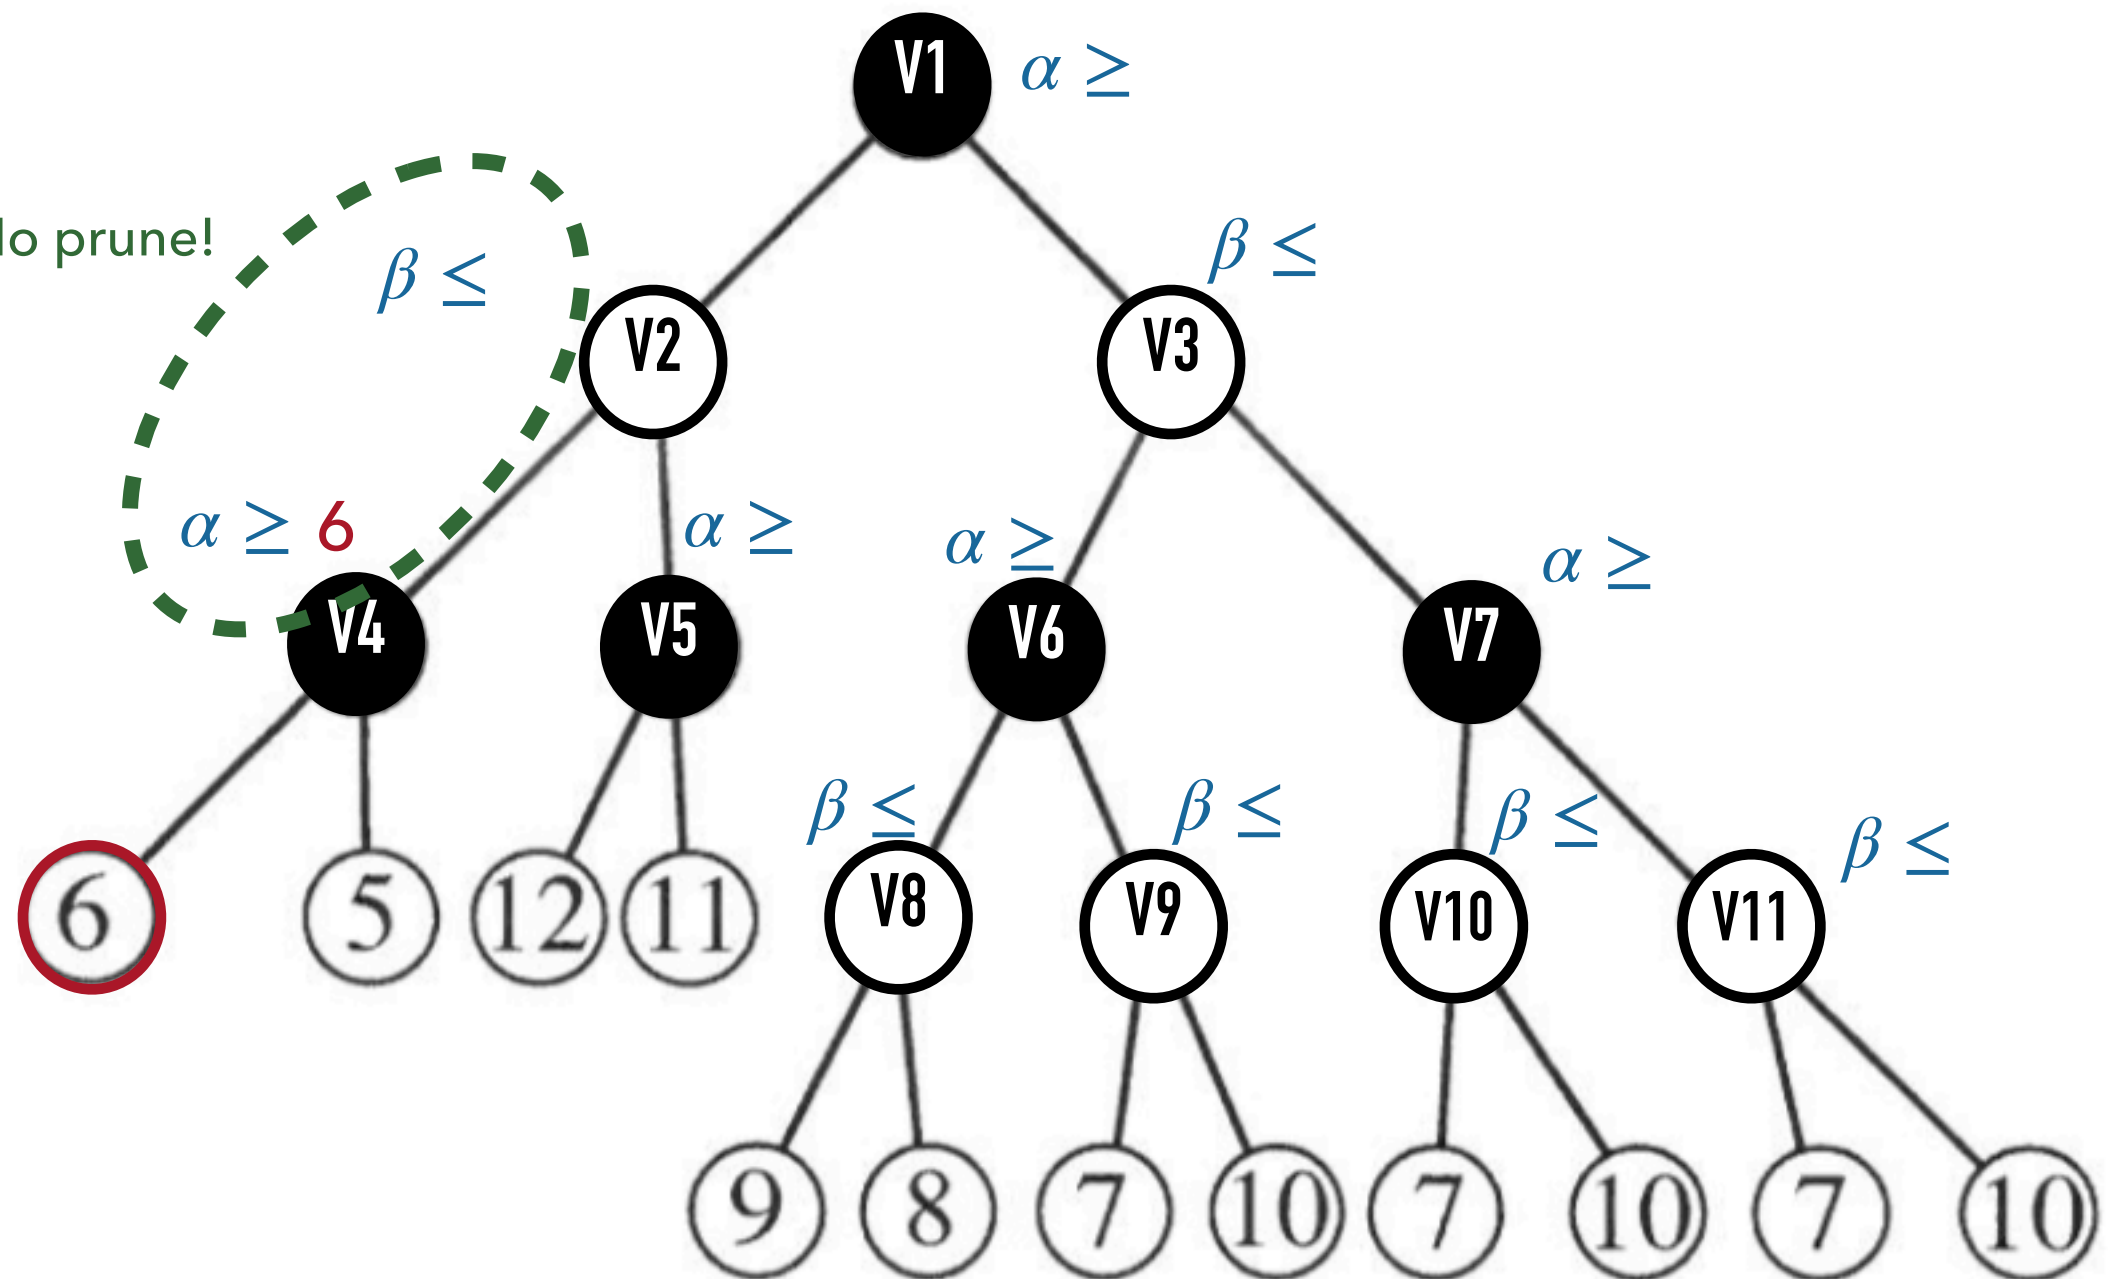 V1 α ≥
lo prune!
β ≤ β ≤
V2 V3
α ≥ 6 α ≥ α ≥ α ≥
V4 V5 V6 V7
β ≤ β ≤ β ≤ β ≤
6 5 12 11 V8 V9 V10 V11
9 8 7 10 7 10 7 10